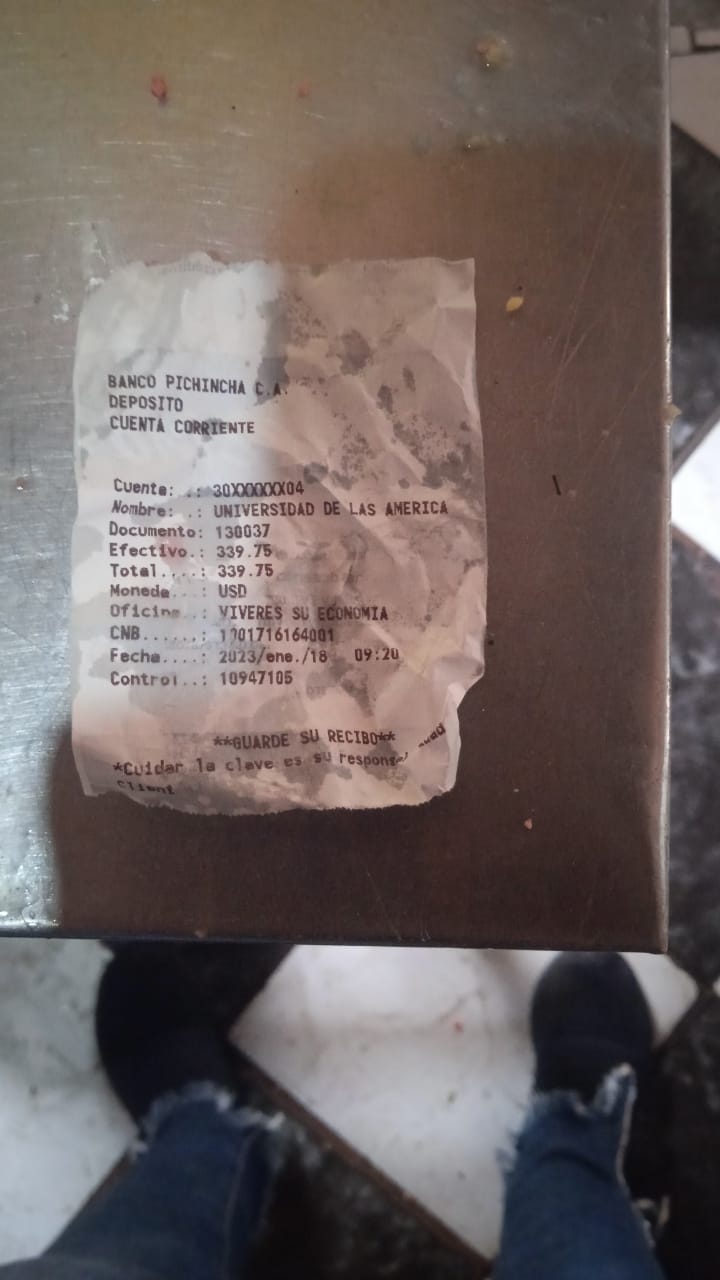 BANCO PICHINCHA C.A.
DEPOSITO
CUENTA CORRIENTE
Cuenta: .: 30XXXXXX04
Nombre: .: UNIVERSIDAD DE LAS AMERICA
Documento: 130037
Efectivo.: 339.75
Total....: 339.75
Moneda...: USD
Oficina..: VIVERES SU ECONOMIA
CNB......: 1701716164001
Fecha....: 2023/ene./18 09:20
Control..: 10947105
**GUARDE SU RECIBO**
*Cuidar la clave es su
Client